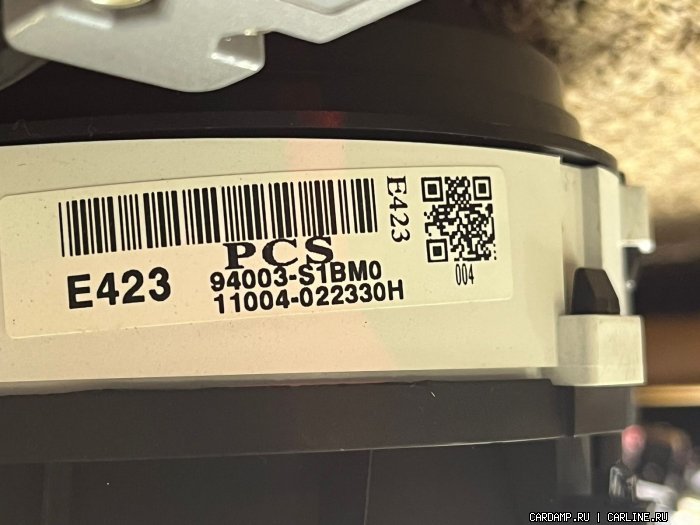 PCS
E423
94003-S1BM0
11004-022330H
E423
004
CARDAMP.RU | CARLINE.RU